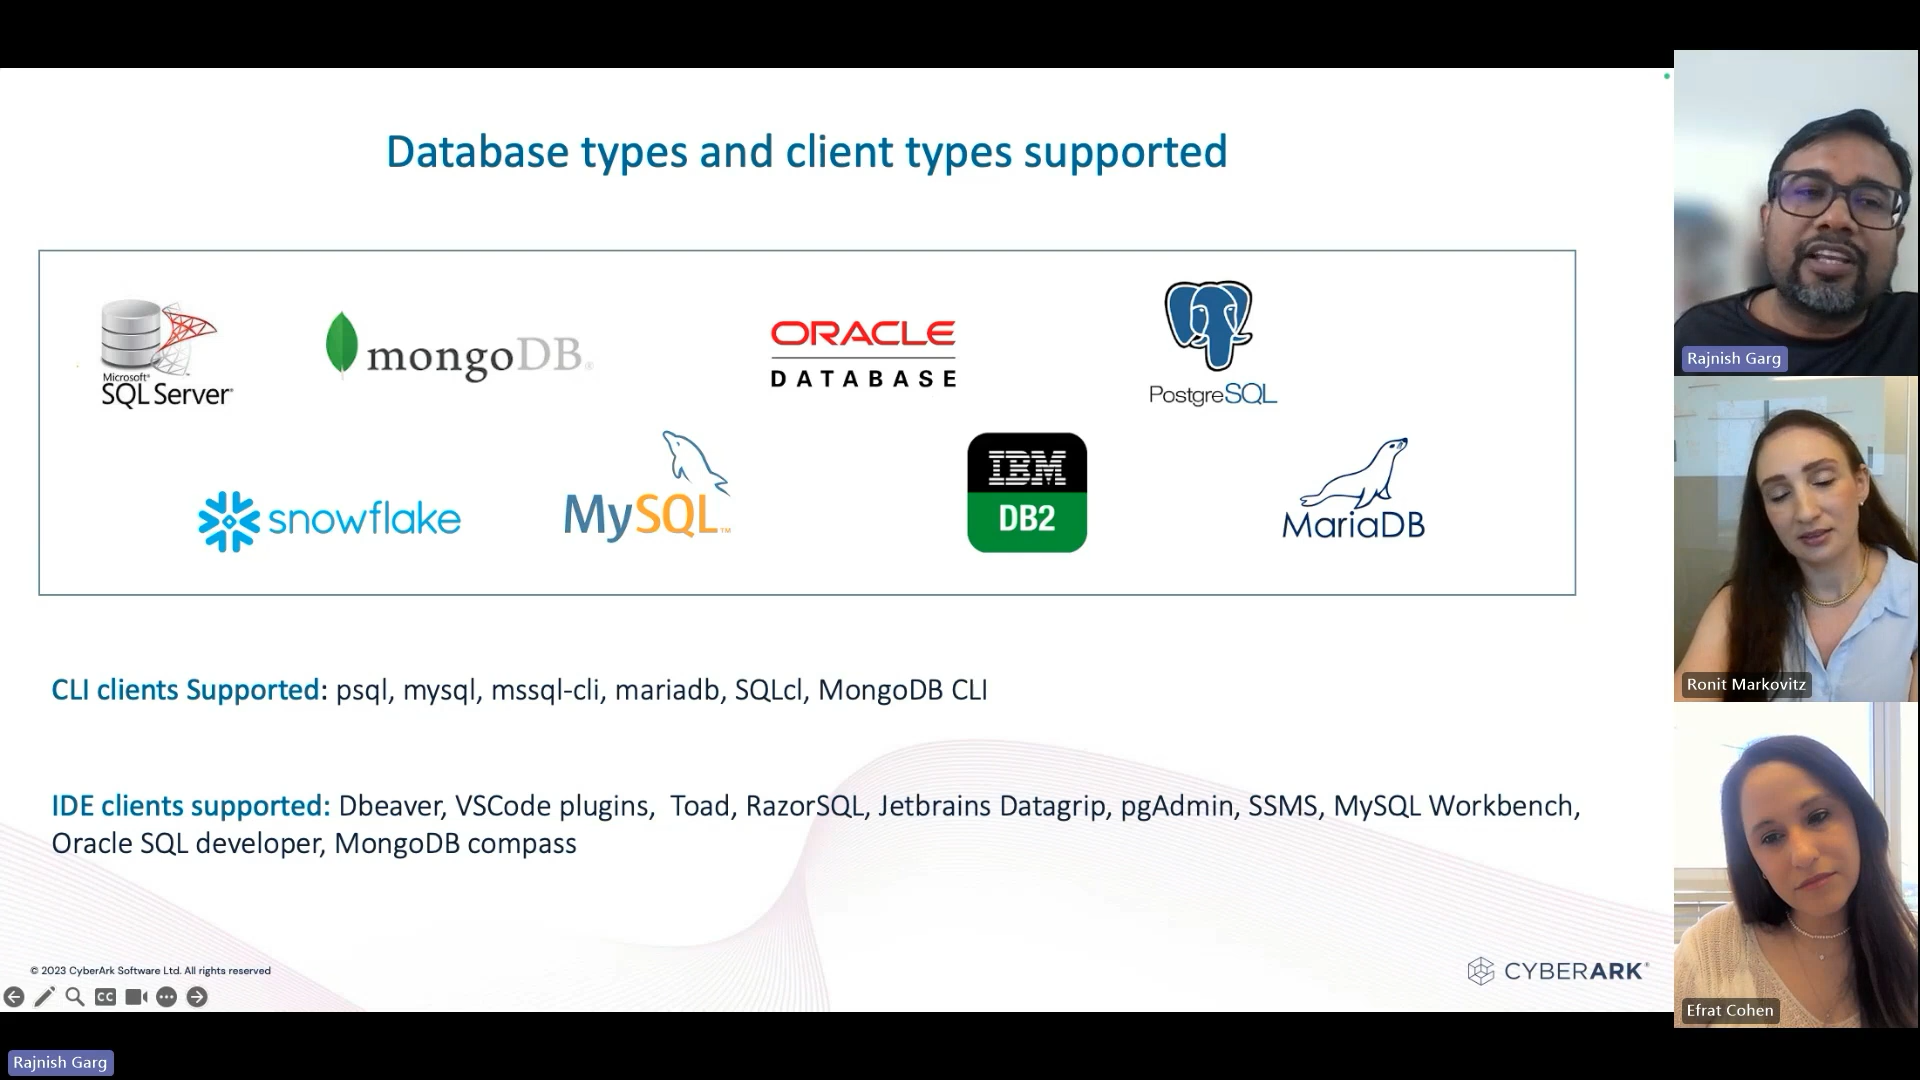 Database types and client types supported
Microsoft®
SQL Server®
mongoDB®
ORACLE
DATABASE
PostgreSQL
snowflake
MySQL™
IBM
DB2
MariaDB
CLI clients Supported: psql, mysql, mssql-cli, mariadb, SQLcl, MongoDB CLI
IDE clients supported: Dbeaver, VSCode plugins, Toad, RazorSQL, Jetbrains Datagrip, pgAdmin, SSMS, MySQL Workbench,
Oracle SQL developer, MongoDB compass
© 2023 CyberArk Software Ltd. All rights reserved
CYBERARK®
CC
Rajnish Garg
Ronit Markovitz
Efrat Cohen
Rajnish Garg